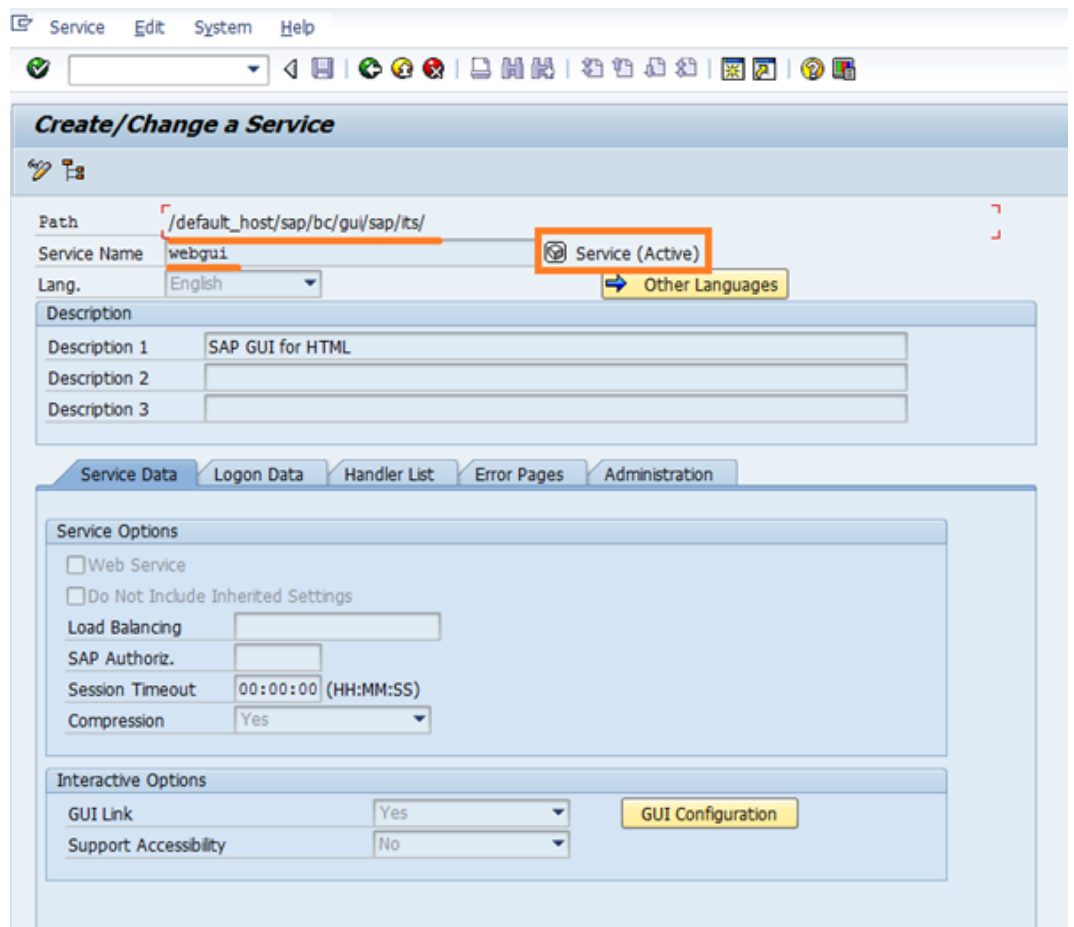 Service Edit System Help
Create/Change a Service
Path /default_host/sap/bc/gui/sap/its/
Service Name webgui Service (Active)
Lang. English Other Languages
Description
Description 1 SAP GUI for HTML
Description 2
Description 3
Service Data Logon Data Handler List Error Pages Administration
Service Options
Web Service
Do Not Include Inherited Settings
Load Balancing
SAP Authoriz.
Session Timeout 00:00:00 (HH:MM:SS)
Compression Yes
Interactive Options
GUI Link Yes GUI Configuration
Support Accessibility No